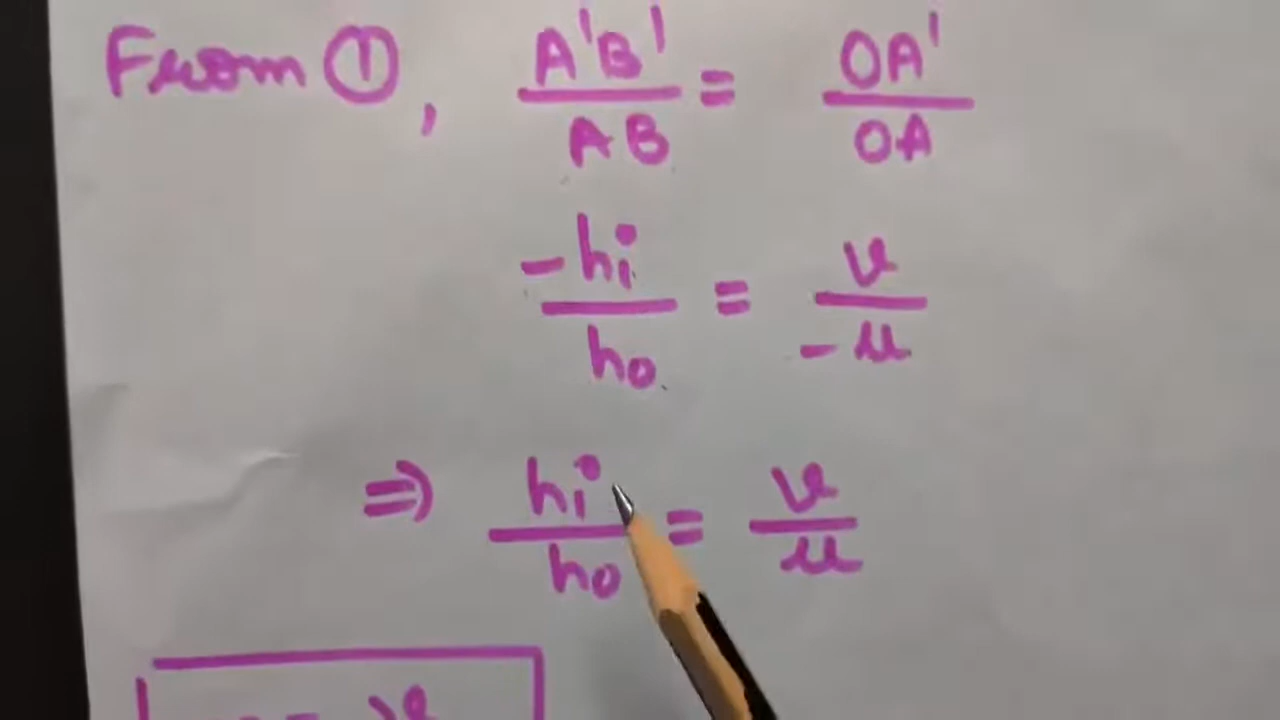 From ①, A'B' / AB = OA' / OA
-hi / ho = v / -u
⇒ hi / ho = v / u